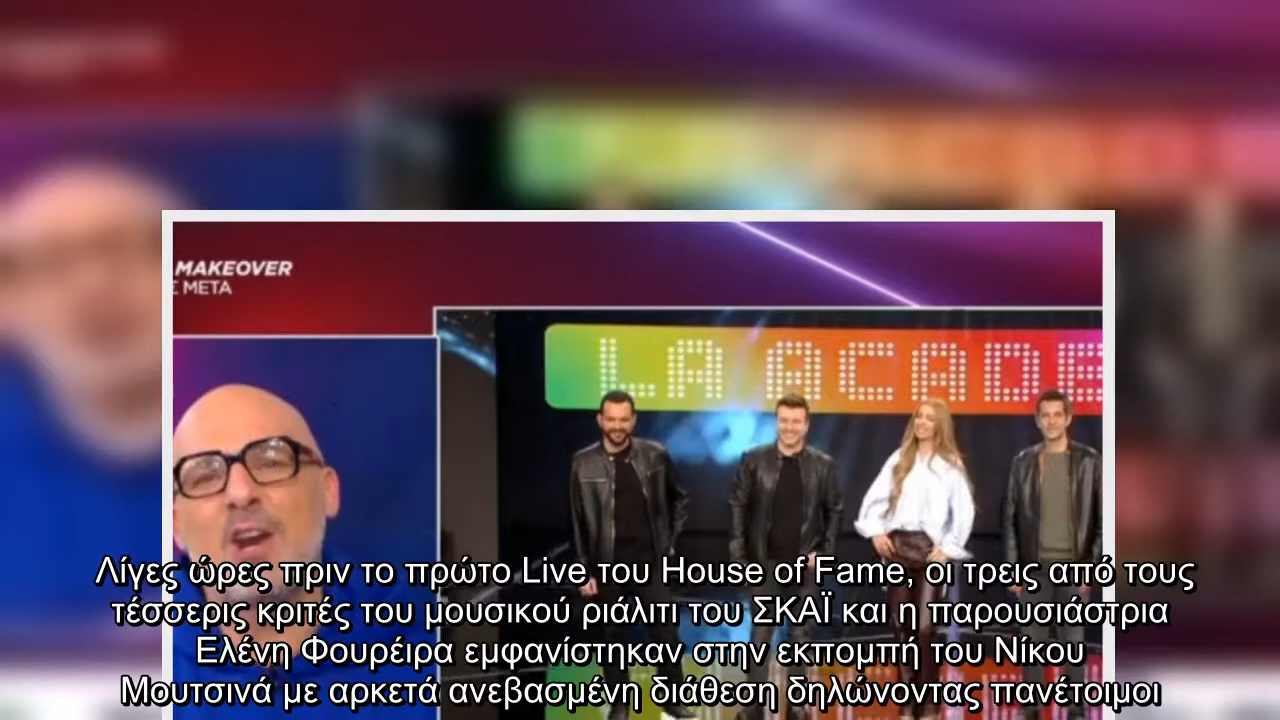 MAKEOVER
Σ ΜΕΤΑ
LA ACADE
Λίγες ώρες πριν το πρώτο Live του House of Fame, οι τρεις από τους
τέσσερις κριτές του μουσικού ριάλιτι του ΣΚΑΪ και η παρουσιάστρια
Ελένη Φουρέιρα εμφανίστηκαν στην εκπομπή του Νίκου
Μουτσινά με αρκετά ανεβασμένη διάθεση δηλώνοντας πανέτοιμοι